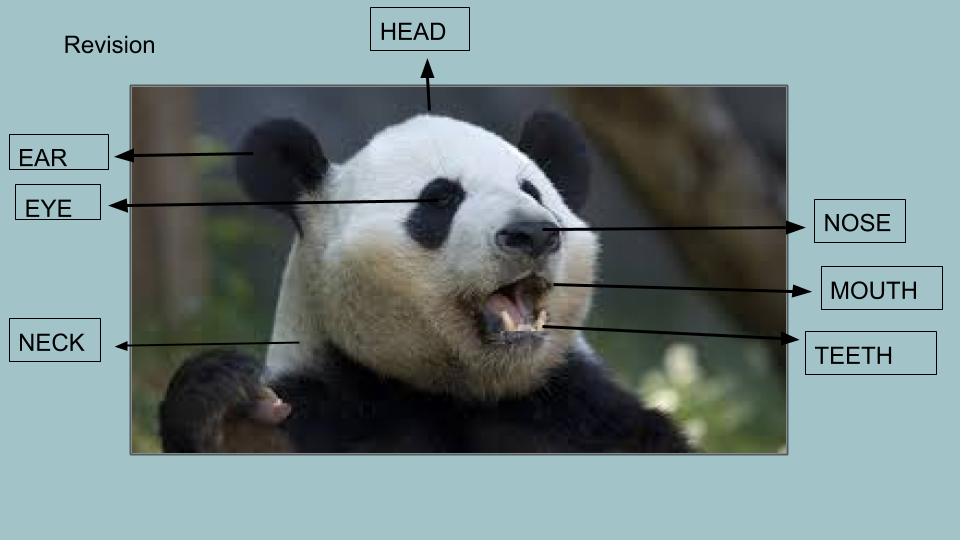 Revision
HEAD
EAR
EYE
NOSE
MOUTH
NECK
TEETH